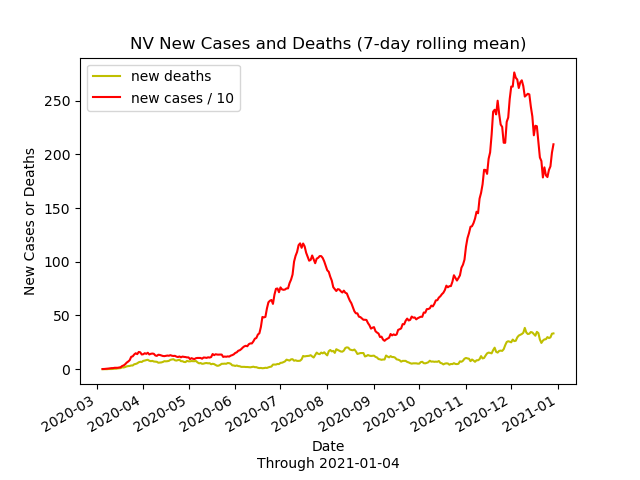 NV New Cases and Deaths (7-day rolling mean)
new deaths
new cases / 10
250
200
150
100
50
0
New Cases or Deaths
2020-03
2020-04
2020-05
2020-06
2020-07
2020-08
2020-09
2020-10
2020-11
2020-12
2021-01
Date
Through 2021-01-04